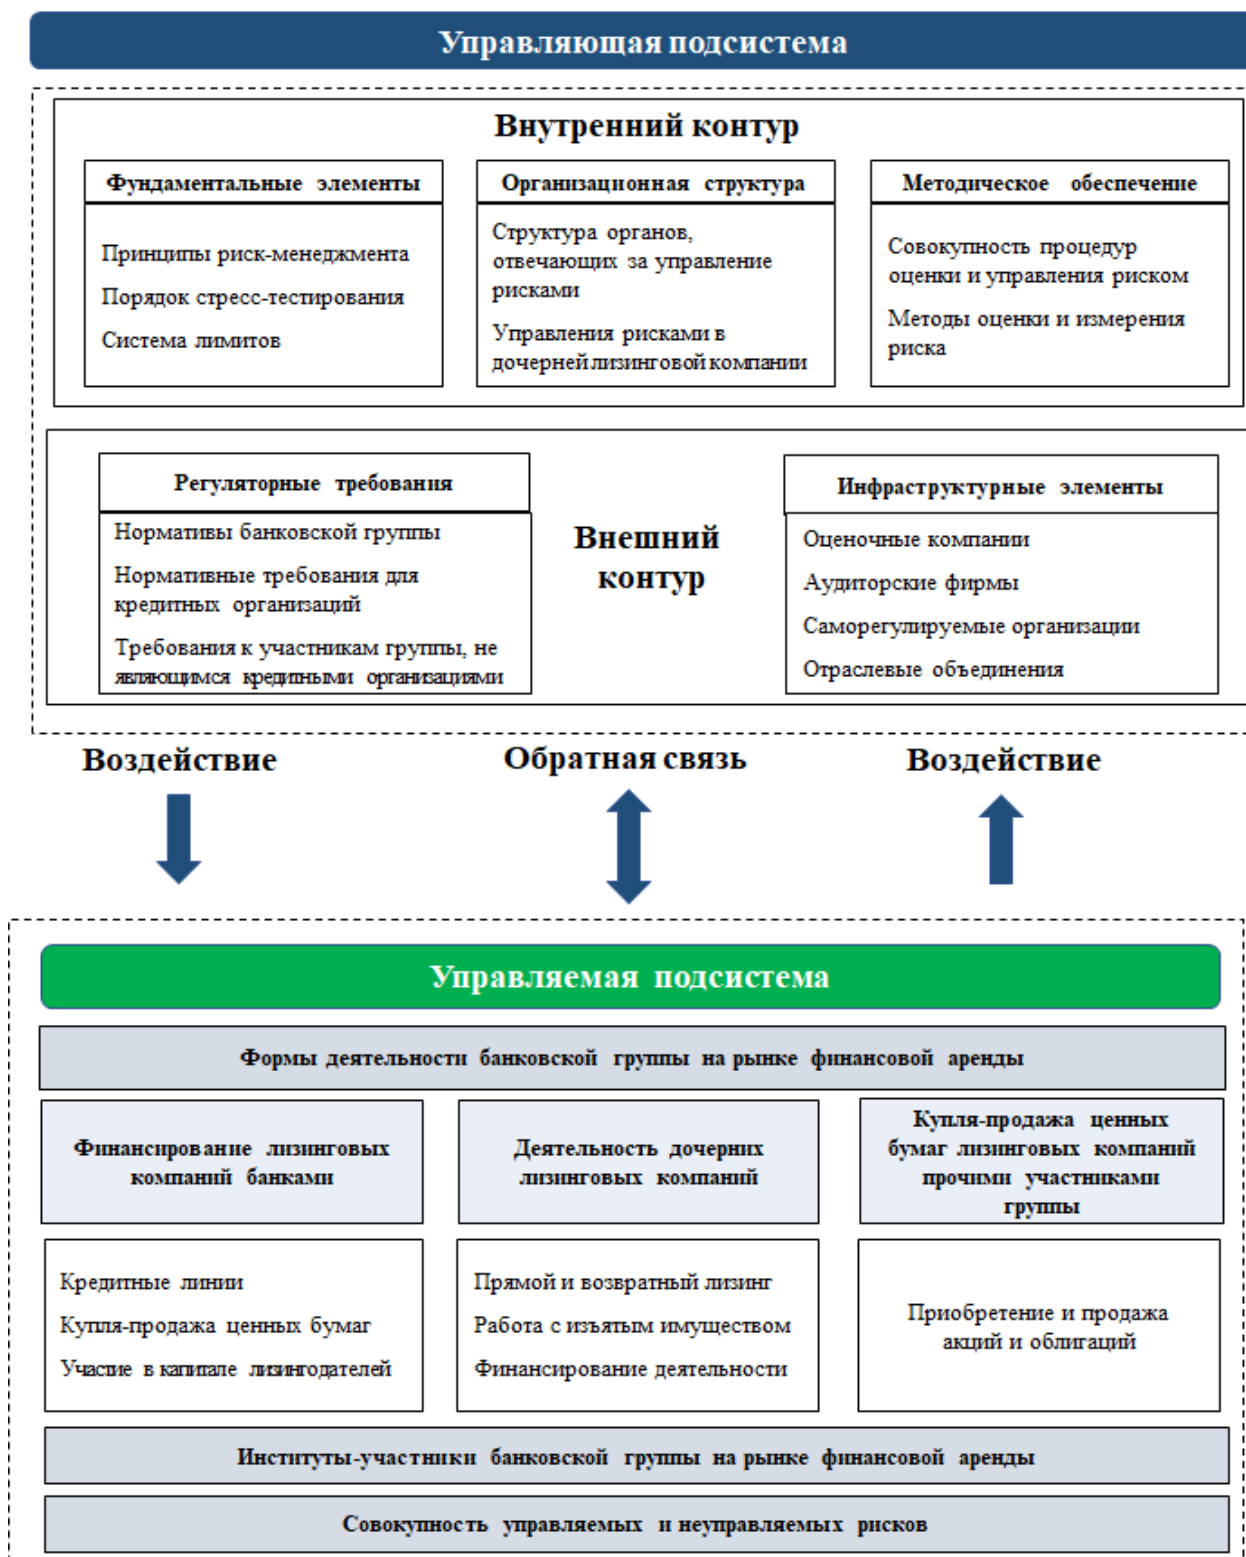 Управляющая подсистема
Внутренний контур
Фундаментальные элементы
Принципы риск-менеджмента
Порядок стресс-тестирования
Система лимитов
Организационная структура
Структура органов,
отвечающих за управление
рисками
Управления рисками в
дочерней лизинговой компании
Методическое обеспечение
Совокупность процедур
оценки и управления риском
Методы оценки и измерения
риска
Регуляторные требования
Нормативы банковской группы
Нормативные требования для
кредитных организаций
Требования к участникам группы, не
являющимся кредитными организациями
Внешний
контур
Инфраструктурные элементы
Оценочные компании
Аудиторские фирмы
Саморегулируемые организации
Отраслевые объединения
Воздействие
Обратная связь
Воздействие
Управляемая подсистема
Формы деятельности банковской группы на рынке финансовой аренды
Финансирование лизинговых
компаний банками
Деятельность дочерних
лизинговых компаний
Купля-продажа ценных
бумаг лизинговых компаний
прочими участниками
группы
Кредитные линии
Купля-продажа ценных бумаг
Участие в капитале лизингодателей
Прямой и возвратный лизинг
Работа с изъятым имуществом
Финансирование деятельности
Приобретение и продажа
акций и облигаций
Институты-участники банковской группы на рынке финансовой аренды
Совокупность управляемых и неуправляемых рисков